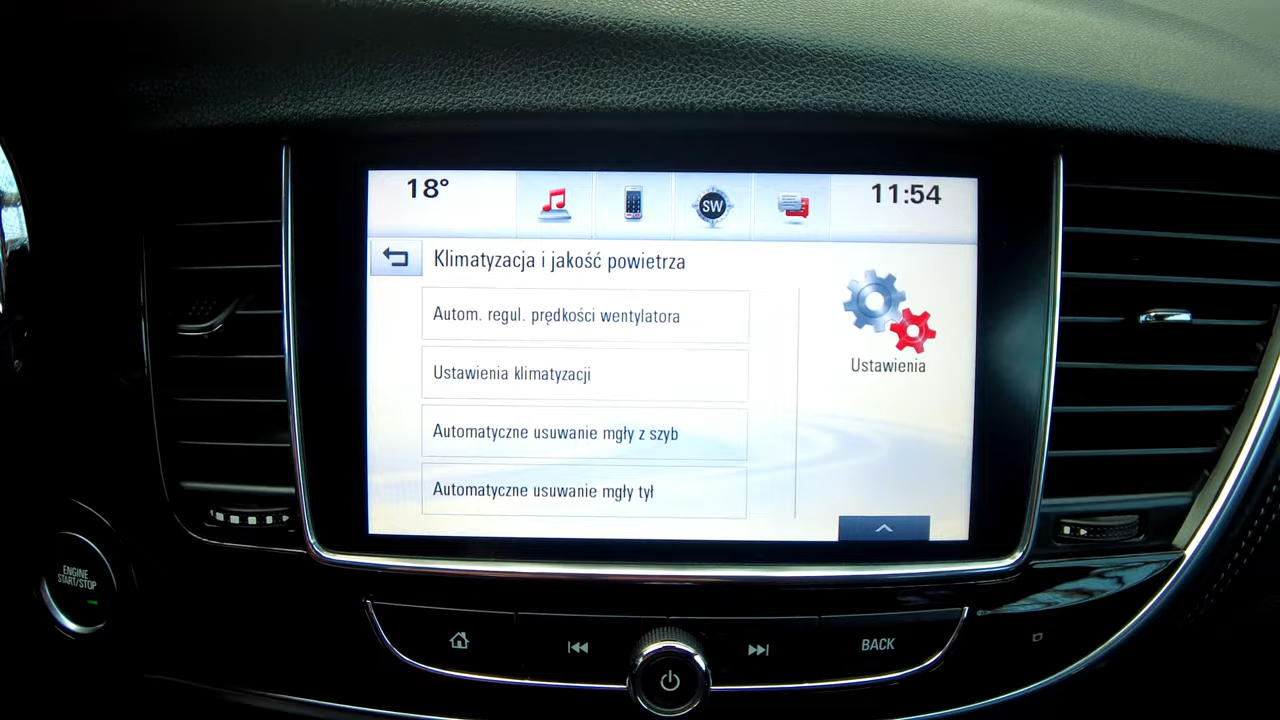 18°
SW
11:54
Klimatyzacja i jakość powietrza
Autom. regul. prędkości wentylatora
Ustawienia klimatyzacji
Automatyczne usuwanie mgły z szyb
Automatyczne usuwanie mgły tył
Ustawienia
ENGINE
START/STOP
BACK